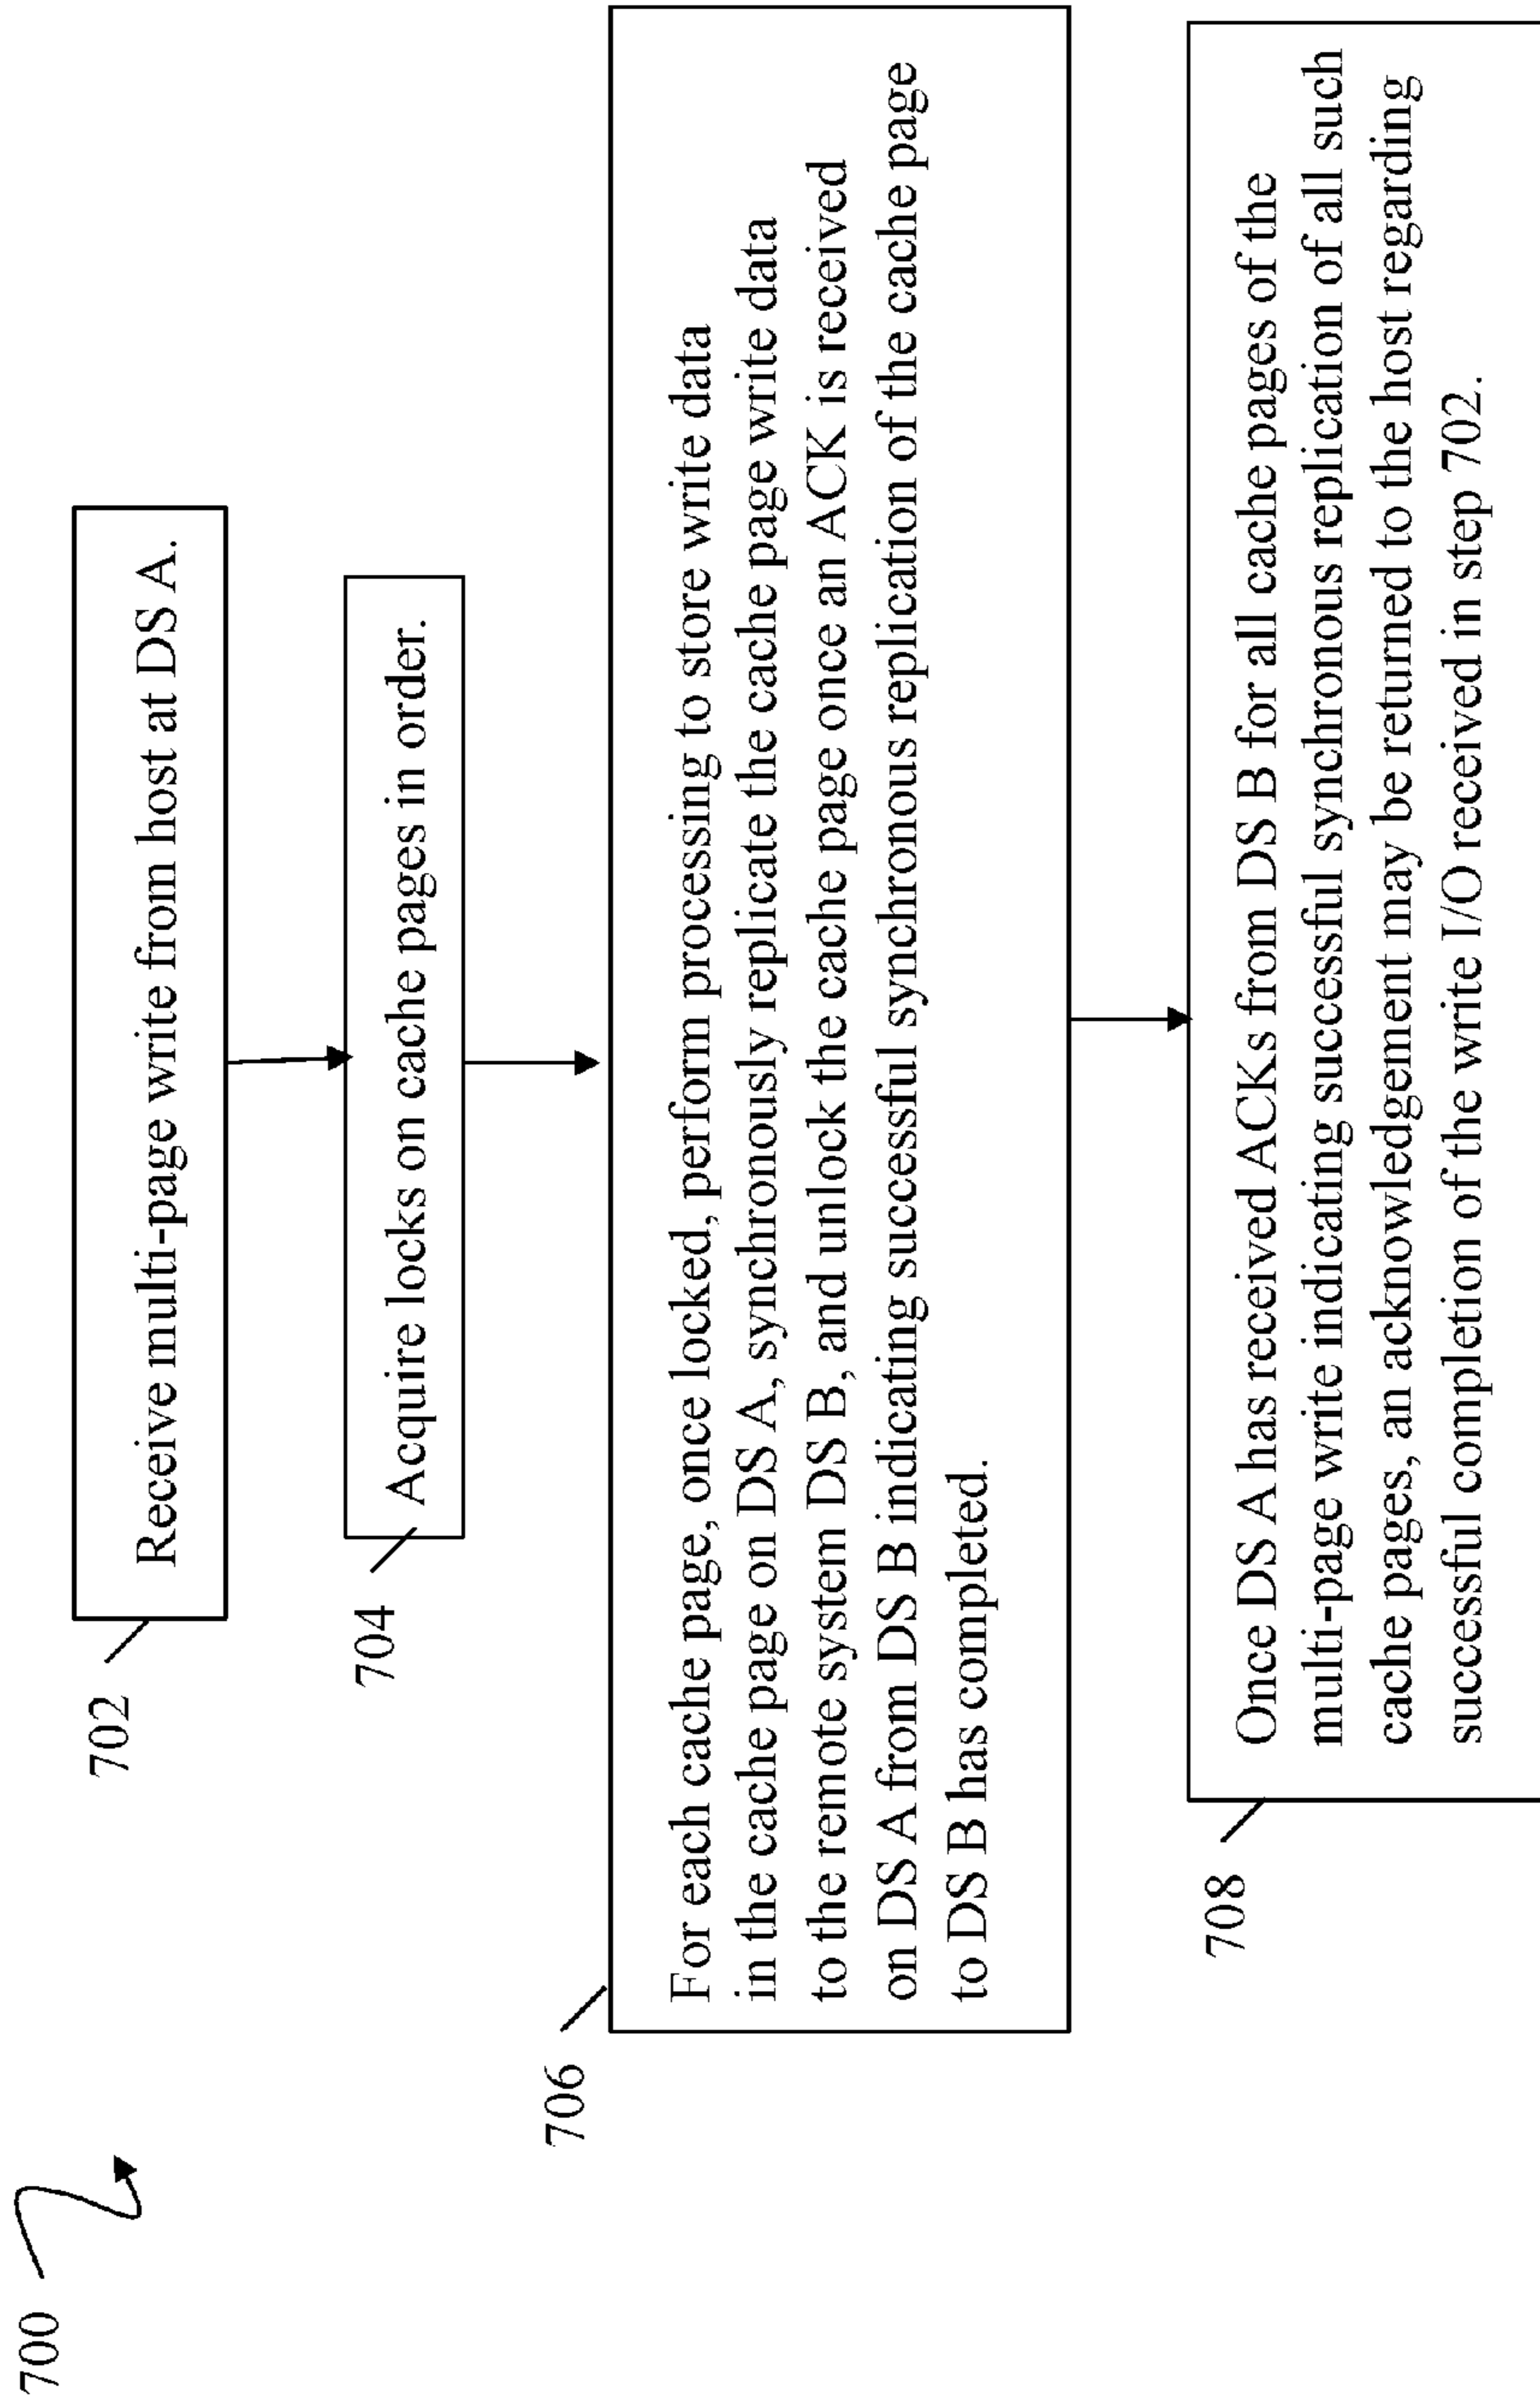 700
702
Receive multi-page write from host at DS A.
704
Acquire locks on cache pages in order.
706
For each cache page, once locked, perform processing to store write data
in the cache page on DS A, synchronously replicate the cache page write data
to the remote system DS B, and unlock the cache page once an ACK is received
on DS A from DS B indicating successful synchronous replication of the cache page
to DS B has completed.
708
Once DS A has received ACKs from DS B for all cache pages of the
multi-page write indicating successful synchronous replication of all such
cache pages, an acknowledgement may be returned to the host regarding
successful completion of the write I/O received in step 702.